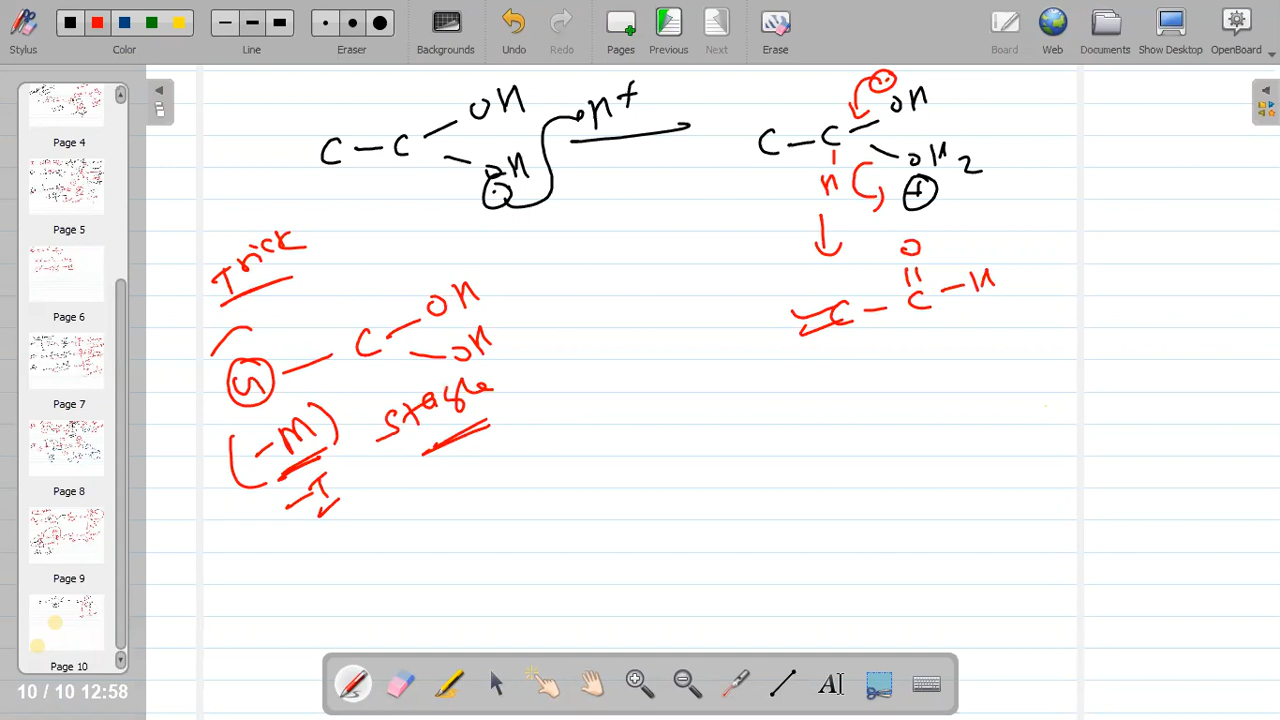 Stylus
Color
Line
Eraser
Backgrounds
Undo
Redo
Pages
Previous
Next
Erase
Board
Web
Documents
Show Desktop
OpenBoard
Page 4
Page 5
Page 6
Page 7
Page 8
Page 9
Page 10
10 / 10 12:58
C - C OH OH H+
C - C OH OH2 +
H
Trick
C OH OH
O
C - C - H
G
(-M)
-I
stable